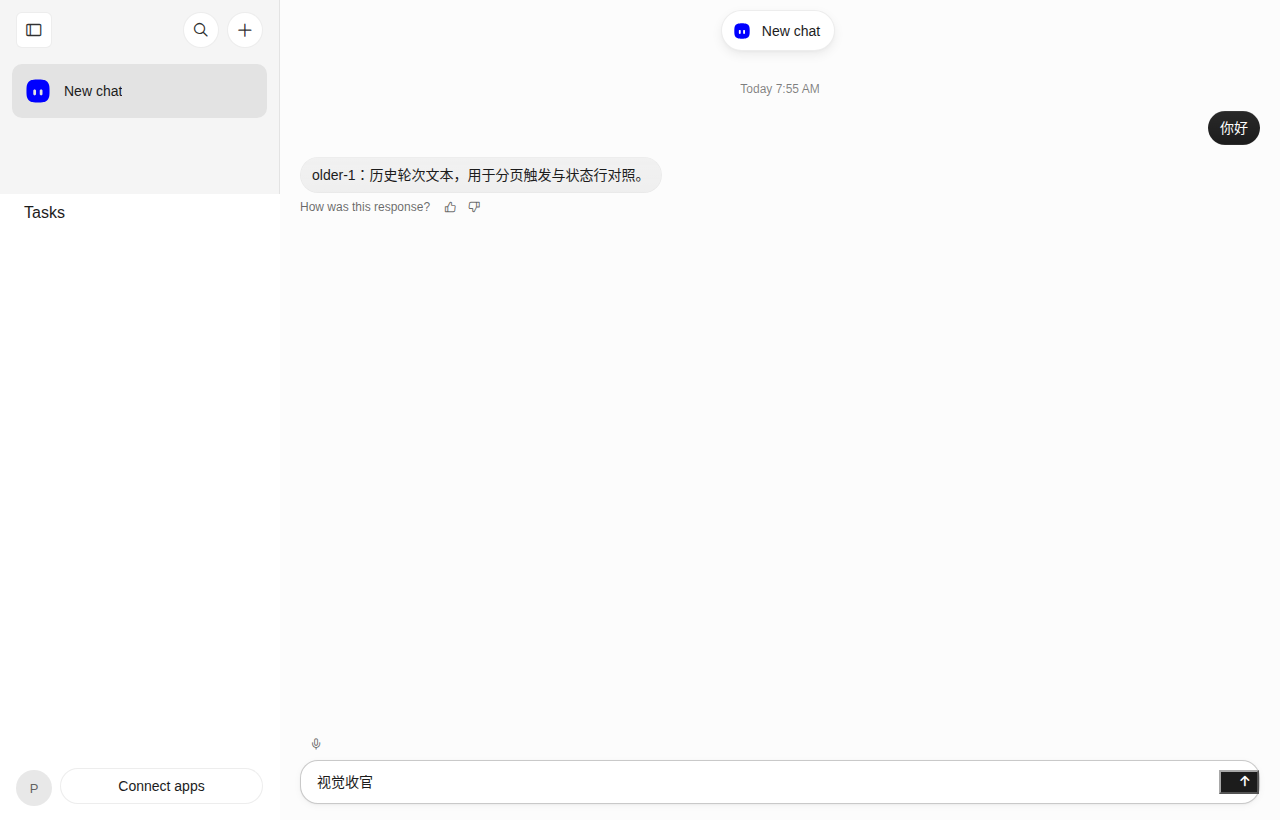 New chat
New chat
Today 7:55 AM
你好
older-1：历史轮次文本，用于分页触发与状态行对照。
How was this response?
Tasks
P
Connect apps
视觉收官